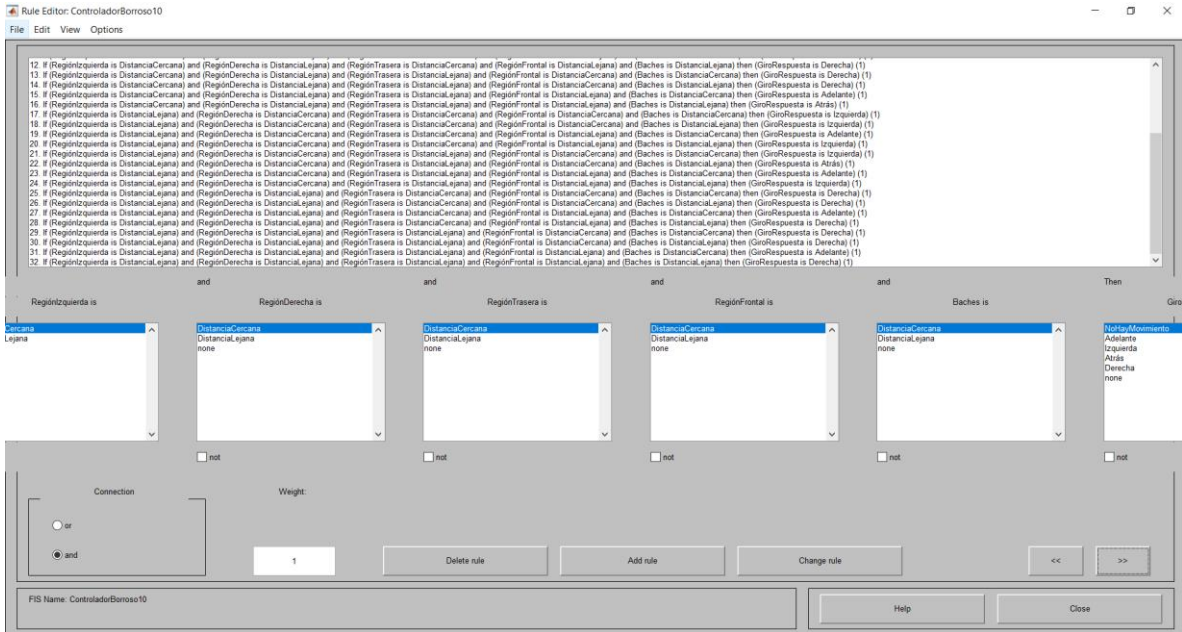 Rule Editor: ControladorBorroso10
File Edit View Options
12. If (RegiónIzquierda is DistanciaCercana) and (RegiónDerecha is DistanciaLejana) and (RegiónTrasera is DistanciaCercana) and (RegiónFrontal is DistanciaLejana) and (Baches is DistanciaLejana) then (GiroRespuesta is Derecha) (1)
13. If (RegiónIzquierda is DistanciaCercana) and (RegiónDerecha is DistanciaLejana) and (RegiónTrasera is DistanciaLejana) and (RegiónFrontal is DistanciaCercana) and (Baches is DistanciaCercana) then (GiroRespuesta is Derecha) (1)
14. If (RegiónIzquierda is DistanciaCercana) and (RegiónDerecha is DistanciaLejana) and (RegiónTrasera is DistanciaLejana) and (RegiónFrontal is DistanciaCercana) and (Baches is DistanciaLejana) then (GiroRespuesta is Derecha) (1)
15. If (RegiónIzquierda is DistanciaCercana) and (RegiónDerecha is DistanciaLejana) and (RegiónTrasera is DistanciaLejana) and (RegiónFrontal is DistanciaLejana) and (Baches is DistanciaCercana) then (GiroRespuesta is Adelante) (1)
16. If (RegiónIzquierda is DistanciaCercana) and (RegiónDerecha is DistanciaLejana) and (RegiónTrasera is DistanciaLejana) and (RegiónFrontal is DistanciaLejana) and (Baches is DistanciaLejana) then (GiroRespuesta is Atrás) (1)
17. If (RegiónIzquierda is DistanciaLejana) and (RegiónDerecha is DistanciaCercana) and (RegiónTrasera is DistanciaCercana) and (RegiónFrontal is DistanciaCercana) and (Baches is DistanciaCercana) then (GiroRespuesta is Izquierda) (1)
18. If (RegiónIzquierda is DistanciaLejana) and (RegiónDerecha is DistanciaCercana) and (RegiónTrasera is DistanciaCercana) and (RegiónFrontal is DistanciaCercana) and (Baches is DistanciaLejana) then (GiroRespuesta is Izquierda) (1)
19. If (RegiónIzquierda is DistanciaLejana) and (RegiónDerecha is DistanciaCercana) and (RegiónTrasera is DistanciaCercana) and (RegiónFrontal is DistanciaLejana) and (Baches is DistanciaCercana) then (GiroRespuesta is Adelante) (1)
20. If (RegiónIzquierda is DistanciaLejana) and (RegiónDerecha is DistanciaCercana) and (RegiónTrasera is DistanciaCercana) and (RegiónFrontal is DistanciaLejana) and (Baches is DistanciaLejana) then (GiroRespuesta is Izquierda) (1)
21. If (RegiónIzquierda is DistanciaLejana) and (RegiónDerecha is DistanciaCercana) and (RegiónTrasera is DistanciaLejana) and (RegiónFrontal is DistanciaCercana) and (Baches is DistanciaCercana) then (GiroRespuesta is Izquierda) (1)
22. If (RegiónIzquierda is DistanciaLejana) and (RegiónDerecha is DistanciaCercana) and (RegiónTrasera is DistanciaLejana) and (RegiónFrontal is DistanciaCercana) and (Baches is DistanciaLejana) then (GiroRespuesta is Atrás) (1)
23. If (RegiónIzquierda is DistanciaLejana) and (RegiónDerecha is DistanciaCercana) and (RegiónTrasera is DistanciaLejana) and (RegiónFrontal is DistanciaLejana) and (Baches is DistanciaCercana) then (GiroRespuesta is Adelante) (1)
24. If (RegiónIzquierda is DistanciaLejana) and (RegiónDerecha is DistanciaCercana) and (RegiónTrasera is DistanciaLejana) and (RegiónFrontal is DistanciaLejana) and (Baches is DistanciaLejana) then (GiroRespuesta is Izquierda) (1)
25. If (RegiónIzquierda is DistanciaLejana) and (RegiónDerecha is DistanciaLejana) and (RegiónTrasera is DistanciaCercana) and (RegiónFrontal is DistanciaCercana) and (Baches is DistanciaCercana) then (GiroRespuesta is Derecha) (1)
26. If (RegiónIzquierda is DistanciaLejana) and (RegiónDerecha is DistanciaLejana) and (RegiónTrasera is DistanciaCercana) and (RegiónFrontal is DistanciaCercana) and (Baches is DistanciaLejana) then (GiroRespuesta is Derecha) (1)
27. If (RegiónIzquierda is DistanciaLejana) and (RegiónDerecha is DistanciaLejana) and (RegiónTrasera is DistanciaCercana) and (RegiónFrontal is DistanciaLejana) and (Baches is DistanciaCercana) then (GiroRespuesta is Adelante) (1)
28. If (RegiónIzquierda is DistanciaLejana) and (RegiónDerecha is DistanciaLejana) and (RegiónTrasera is DistanciaCercana) and (RegiónFrontal is DistanciaLejana) and (Baches is DistanciaLejana) then (GiroRespuesta is Derecha) (1)
29. If (RegiónIzquierda is DistanciaLejana) and (RegiónDerecha is DistanciaLejana) and (RegiónTrasera is DistanciaLejana) and (RegiónFrontal is DistanciaCercana) and (Baches is DistanciaCercana) then (GiroRespuesta is Derecha) (1)
30. If (RegiónIzquierda is DistanciaLejana) and (RegiónDerecha is DistanciaLejana) and (RegiónTrasera is DistanciaLejana) and (RegiónFrontal is DistanciaCercana) and (Baches is DistanciaLejana) then (GiroRespuesta is Derecha) (1)
31. If (RegiónIzquierda is DistanciaLejana) and (RegiónDerecha is DistanciaLejana) and (RegiónTrasera is DistanciaLejana) and (RegiónFrontal is DistanciaLejana) and (Baches is DistanciaCercana) then (GiroRespuesta is Adelante) (1)
32. If (RegiónIzquierda is DistanciaLejana) and (RegiónDerecha is DistanciaLejana) and (RegiónTrasera is DistanciaLejana) and (RegiónFrontal is DistanciaLejana) and (Baches is DistanciaLejana) then (GiroRespuesta is Derecha) (1)
and and and and Then
RegiónIzquierda is RegiónDerecha is RegiónTrasera is RegiónFrontal is Baches is Giro
Cercana DistanciaCercana DistanciaCercana DistanciaCercana DistanciaCercana NoHayMovimiento
Lejana DistanciaLejana DistanciaLejana DistanciaLejana DistanciaLejana Adelante
none none none none Izquierda
Atrás
Derecha
none
not not not not not
Connection Weight:
or
and 1 Delete rule Add rule Change rule << >>
FIS Name: ControladorBorroso10 Help Close